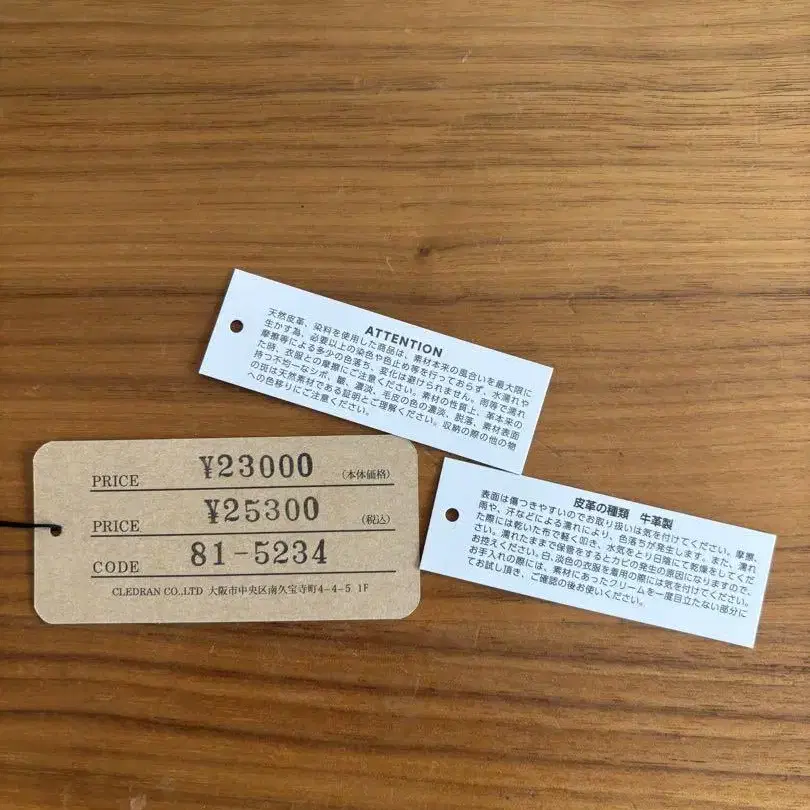 ATTENTION
天然皮革、染料を使用した商品は、素材本来の風合いを最大限に
生かす為、必要以上の染色や色止め等を行っておらず、水濡れや
摩擦等による多少の色落ち、変化は避けられません。雨等で濡れ
た時、衣服との摩擦にご注意ください。素材の性質上、革本来の
持つ不均一なシボ、皺、濃淡、毛皮の色の濃淡、脱落、素材表面
の斑は天然素材である証明とご理解ください。収納の際の他の物
への色移りにご注意ください。
PRICE ¥23000 (本体価格)
PRICE ¥25300 (税込)
CODE 81-5234
CLEDRAN CO.,LTD 大阪市中央区南久宝寺町4-4-5 1F
皮革の種類 牛革製
表面は傷つきやすいのでお取り扱いは気を付けてください。摩擦、
雨や、汗などによる濡れにより、色落ちが発生します。また、濡れ
た際には乾いた布で軽く叩き、水気をとり日陰にて乾燥をしてくだ
さい。濡れたままで保管をするとカビの発生の原因になりますので、
お控えください。白、淡色の衣服を着用の際には気を付けてください。
お手入れの際には、素材にあったクリームを一度目立たない部分に
てお試し頂き、ご確認の後お使いください。